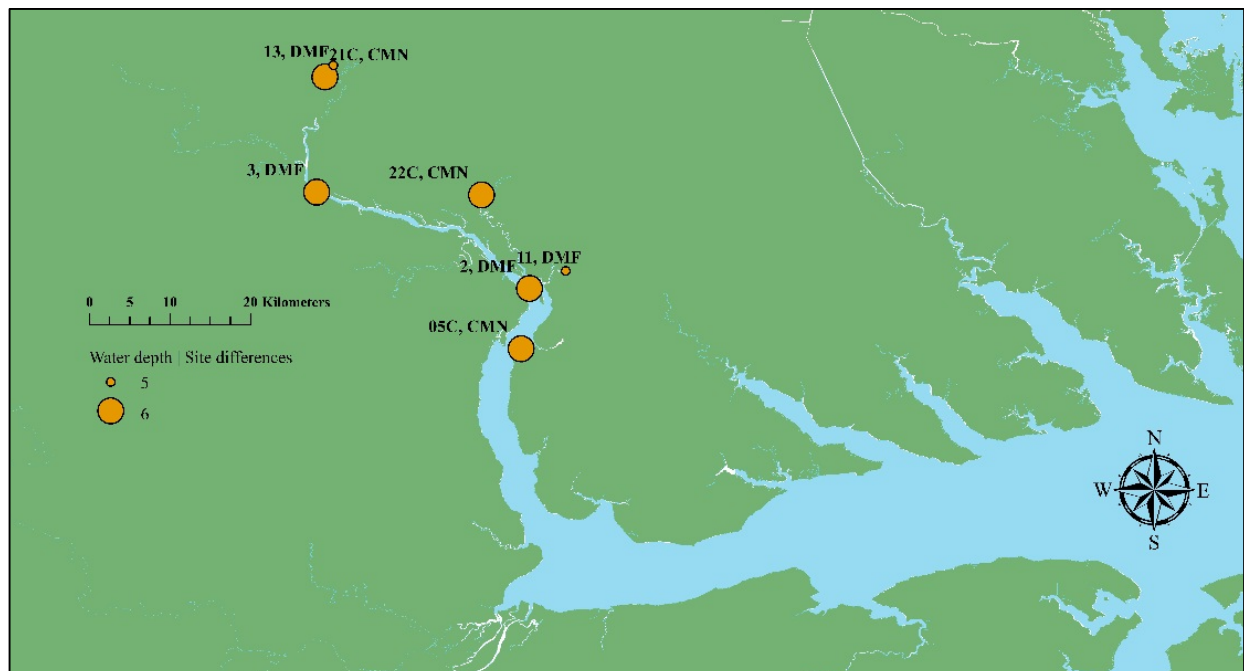 13, DMF
21C, CMN
3, DMF
22C, CMN
2, DMF
11, DMF
05C, CMN
0 5 10 20 Kilometers
Water depth | Site differences
5
6
N
W E
S